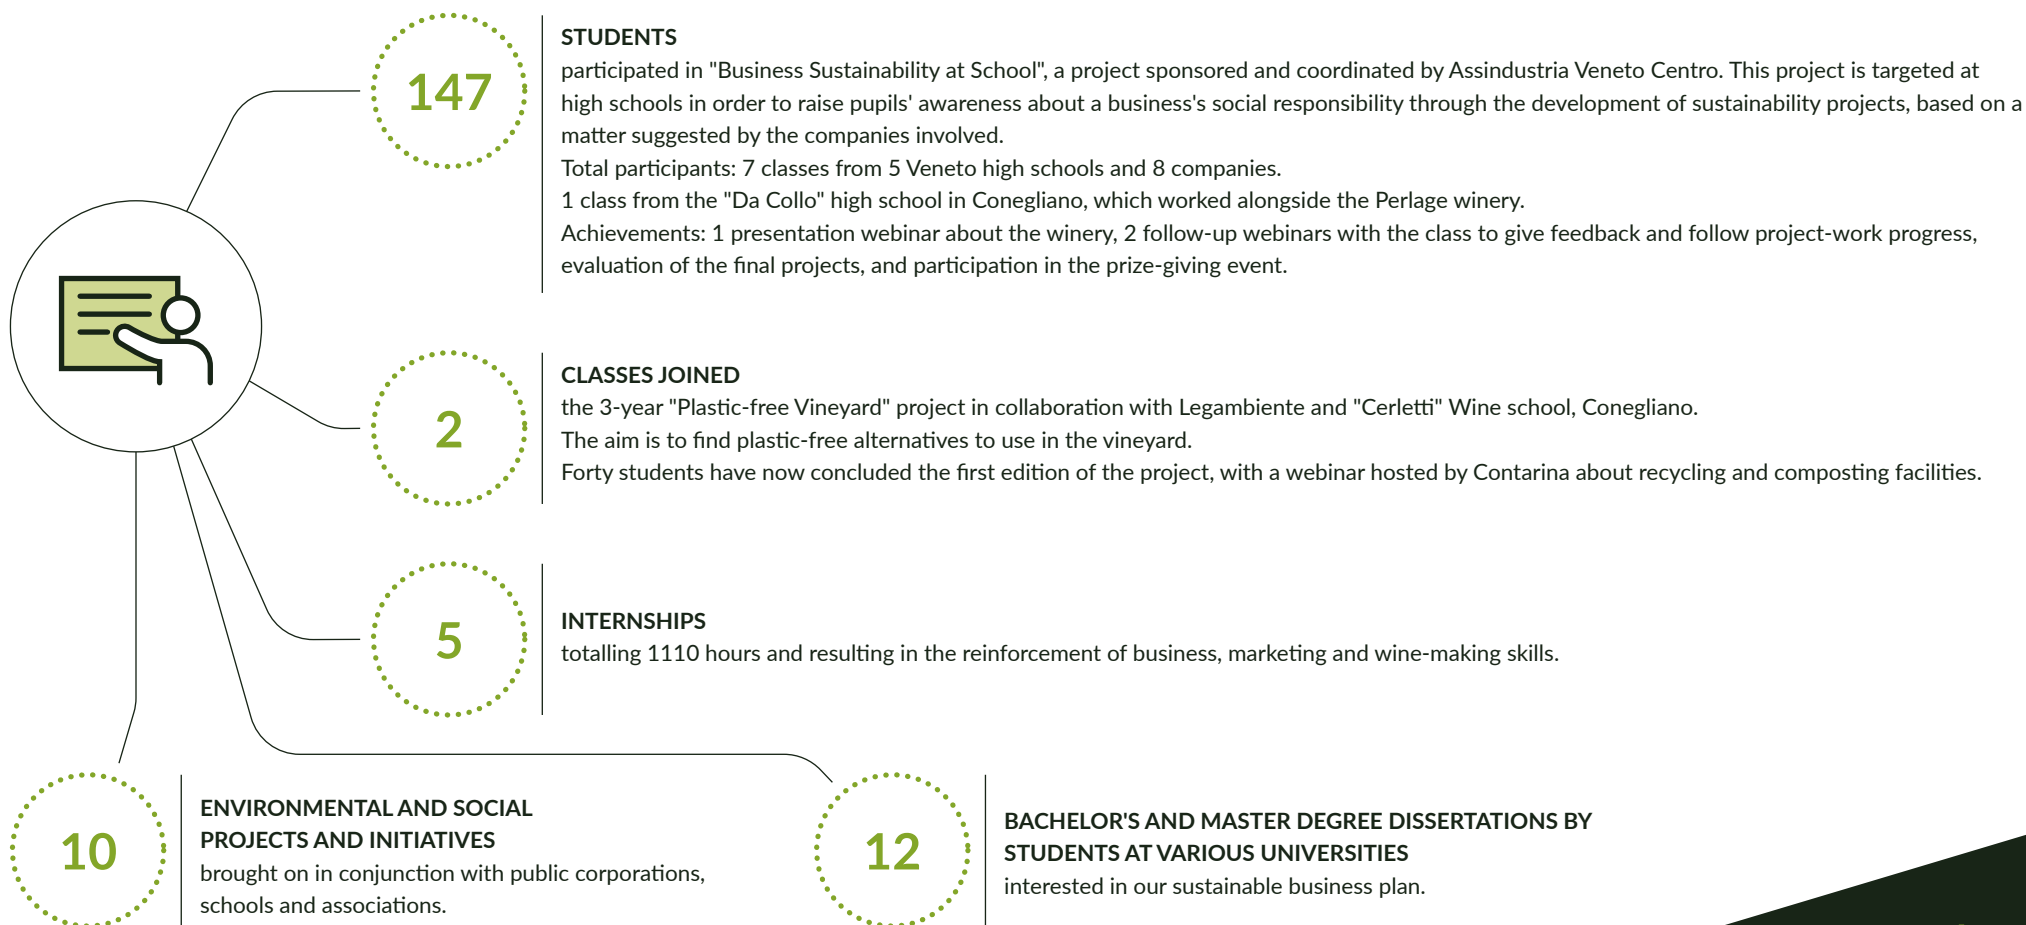 147
STUDENTS
participated in "Business Sustainability at School", a project sponsored and coordinated by Assindustria Veneto Centro. This project is targeted at
high schools in order to raise pupils' awareness about a business's social responsibility through the development of sustainability projects, based on a
matter suggested by the companies involved.
Total participants: 7 classes from 5 Veneto high schools and 8 companies.
1 class from the "Da Collo" high school in Conegliano, which worked alongside the Perlage winery.
Achievements: 1 presentation webinar about the winery, 2 follow-up webinars with the class to give feedback and follow project-work progress,
evaluation of the final projects, and participation in the prize-giving event.
2
CLASSES JOINED
the 3-year "Plastic-free Vineyard" project in collaboration with Legambiente and "Cerletti" Wine school, Conegliano.
The aim is to find plastic-free alternatives to use in the vineyard.
Forty students have now concluded the first edition of the project, with a webinar hosted by Contarina about recycling and composting facilities.
5
INTERNSHIPS
totalling 1110 hours and resulting in the reinforcement of business, marketing and wine-making skills.
10
ENVIRONMENTAL AND SOCIAL
PROJECTS AND INITIATIVES
brought on in conjunction with public corporations,
schools and associations.
12
BACHELOR'S AND MASTER DEGREE DISSERTATIONS BY
STUDENTS AT VARIOUS UNIVERSITIES
interested in our sustainable business plan.